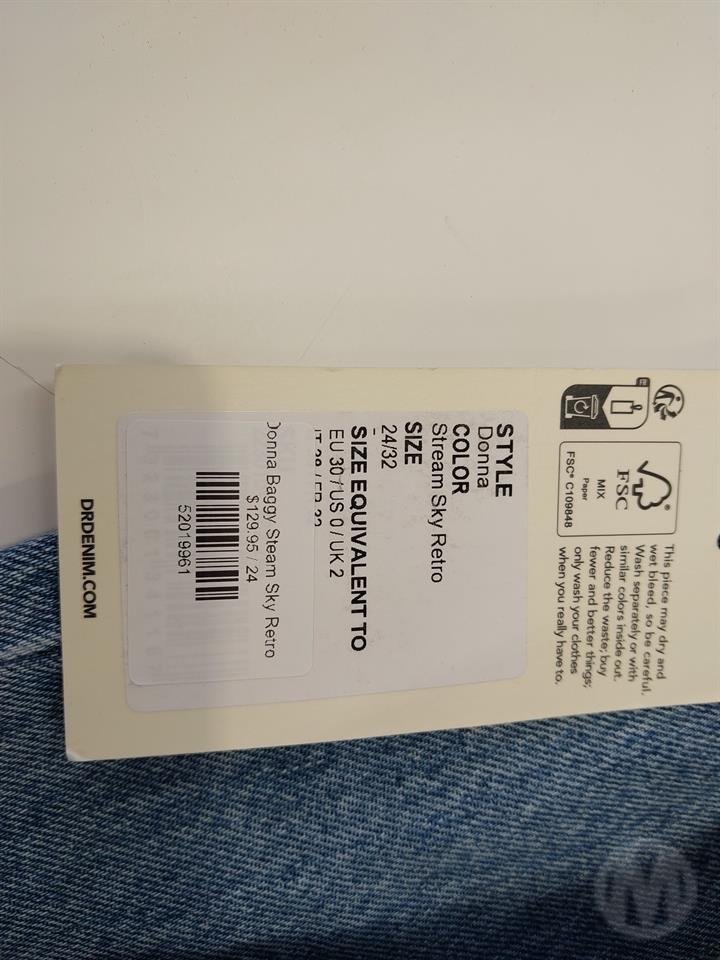 STYLE
Donna
COLOR
Stream Sky Retro
SIZE
24/32
SIZE EQUIVALENT TO
EU 30 / US 0 / UK 2
Donna Baggy Steam Sky Retro
$129.95 / 24
52019961
DRDENIM.COM
FSC
MIX
Paper
FSC® C109848
This piece may dry and
wet bleed, so be careful.
Wash separately or with
similar colors inside out.
Reduce the waste; buy
fewer and better things;
only wash your clothes
when you really have to.
M